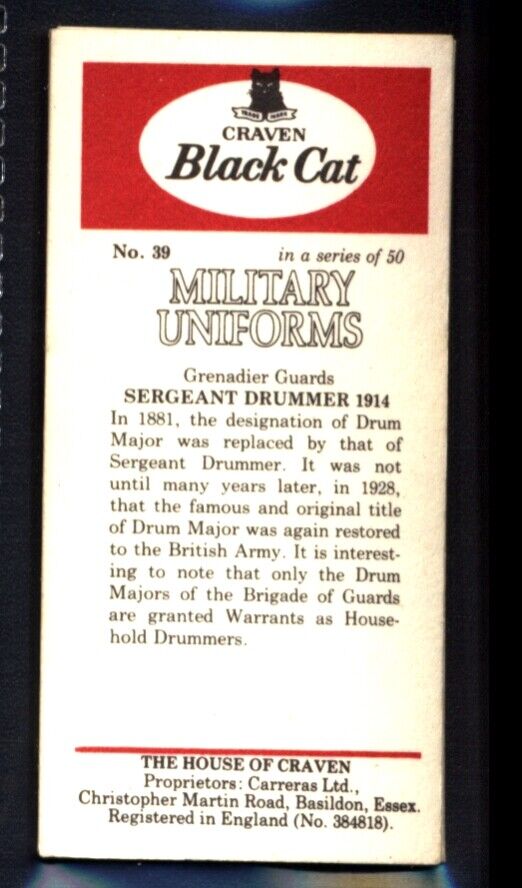 TRADE MARK
CRAVEN
Black Cat
No. 39 in a series of 50
MILITARY
UNIFORMS
Grenadier Guards
SERGEANT DRUMMER 1914
In 1881, the designation of Drum
Major was replaced by that of
Sergeant Drummer. It was not
until many years later, in 1928,
that the famous and original title
of Drum Major was again restored
to the British Army. It is interest-
ing to note that only the Drum
Majors of the Brigade of Guards
are granted Warrants as House-
hold Drummers.
THE HOUSE OF CRAVEN
Proprietors: Carreras Ltd.,
Christopher Martin Road, Basildon, Essex.
Registered in England (No. 384818).